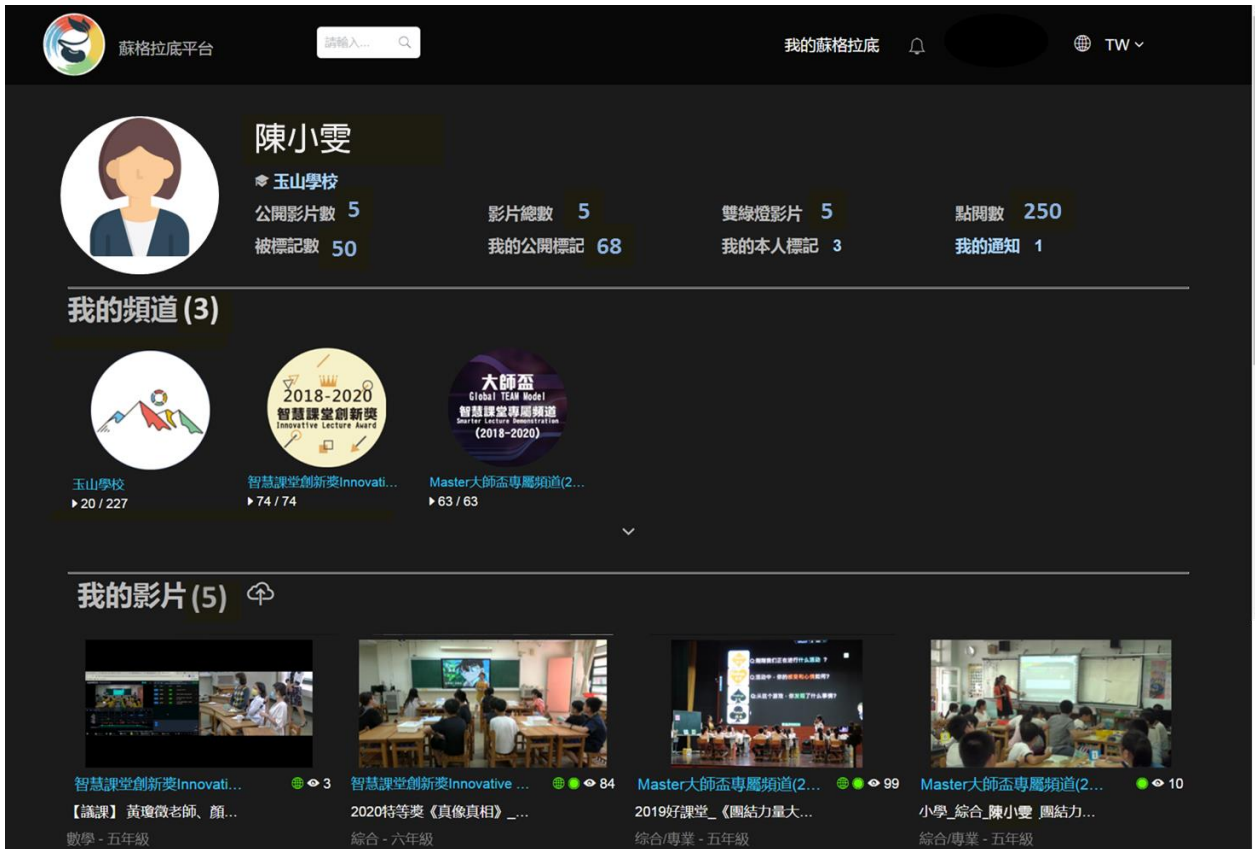 蘇格拉底平台
請輸入...
我的蘇格拉底
TW
陳小雯
玉山學校
公開影片數 5
影片總數 5
雙綠燈影片 5
點閱數 250
被標記數 50
我的公開標記 68
我的本人標記 3
我的通知 1
我的頻道(3)
2018-2020
智慧課堂創新獎
Innovative Lecture Award
大師盃
Global TEAM Model
智慧課堂專屬頻道
Smarter Lecture Demonstration
(2018-2020)
玉山學校
20 / 227
智慧課堂創新獎Innovati...
74 / 74
Master大師盃專屬頻道(2...
63 / 63
我的影片(5)
智慧課堂創新獎Innovati...
3
【議課】 黃瓊微老師、顏...
數學 - 五年級
智慧課堂創新獎Innovative ...
84
2020特等獎《真像真相》_...
綜合 - 六年級
Master大師盃專屬頻道(2...
99
2019好課堂_《團結力量大...
综合/專業 - 五年級
Master大師盃專屬頻道(2...
10
小學_綜合_陳小雯_團結力...
綜合/專業 - 五年級